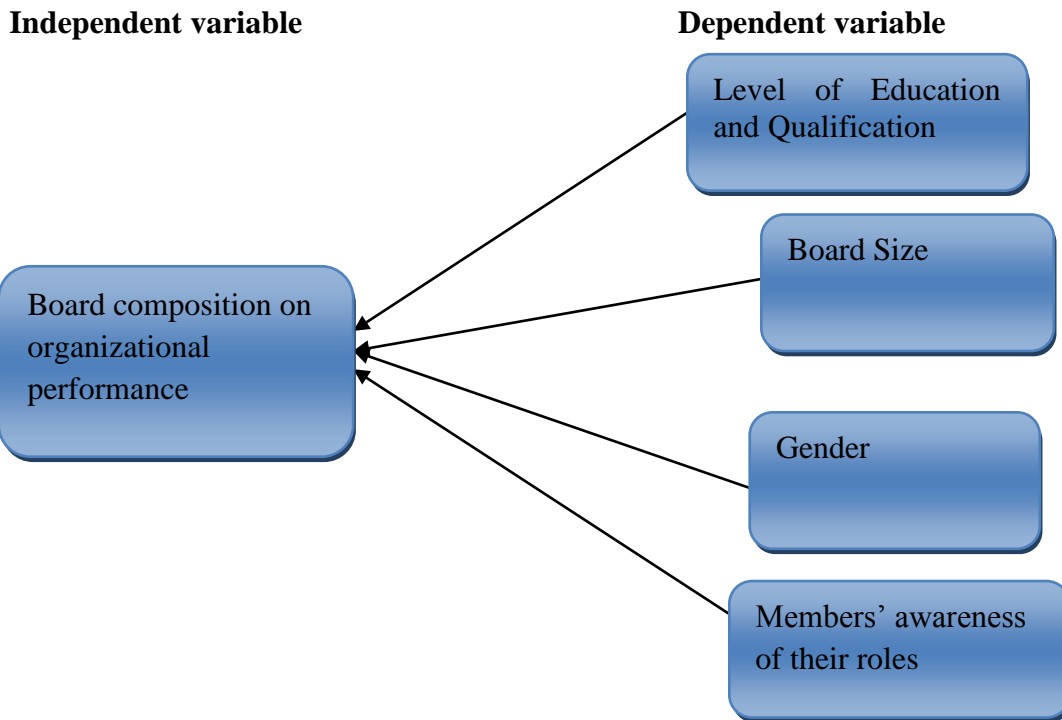 Independent variable
Dependent variable
Level of Education
and Qualification
Board Size
Board composition on
organizational
performance
Gender
Members’ awareness
of their roles